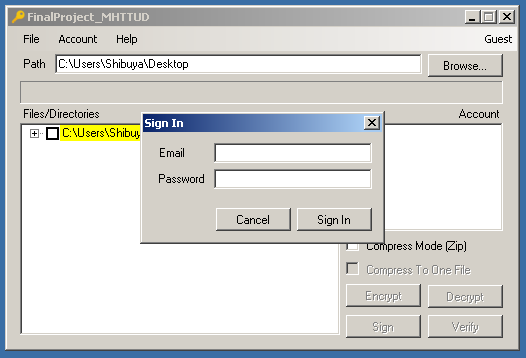 FinalProject_MHTTUD
File Account Help Guest
Path C:\Users\Shibuya\Desktop Browse...
Files/Directories Account
C:\Users\Shibuy
Sign In
Email
Password
Cancel Sign In
Compress Mode (Zip)
Compress To One File
Encrypt Decrypt
Sign Verify